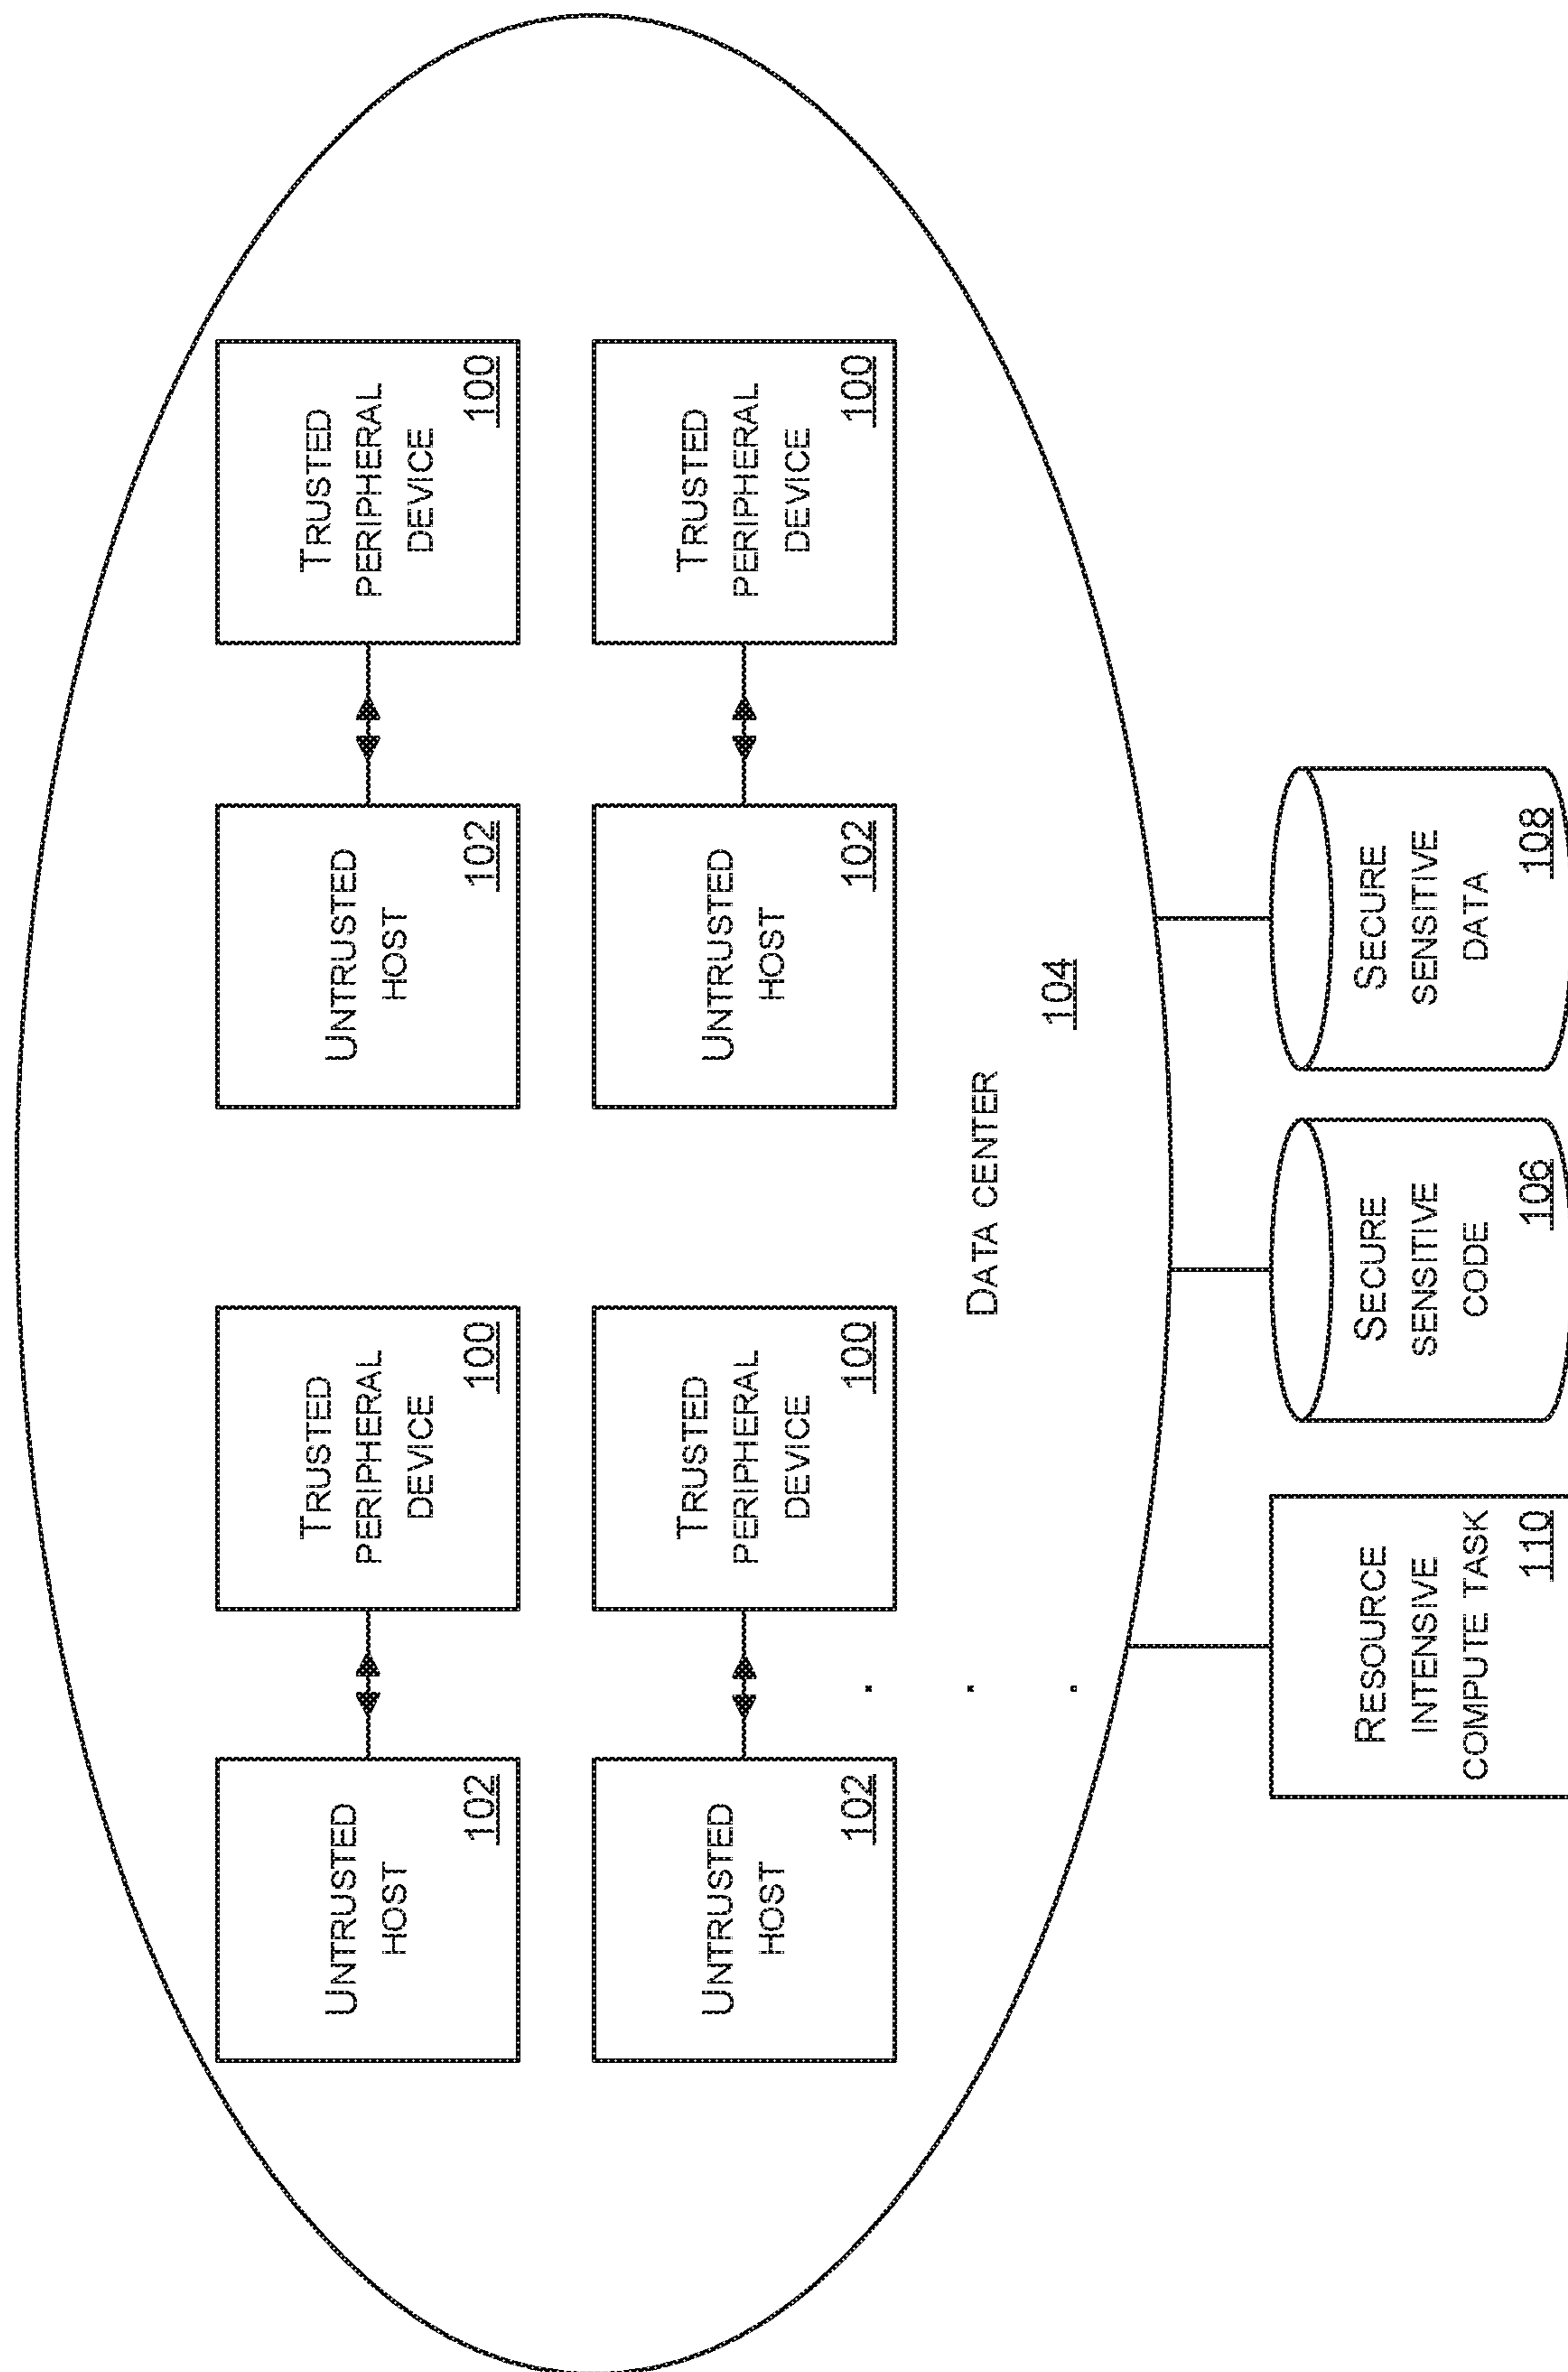 UNTRUSTED
HOST
102
TRUSTED
PERIPHERAL
DEVICE
100
UNTRUSTED
HOST
102
TRUSTED
PERIPHERAL
DEVICE
100
UNTRUSTED
HOST
102
TRUSTED
PERIPHERAL
DEVICE
100
UNTRUSTED
HOST
102
TRUSTED
PERIPHERAL
DEVICE
100
DATA CENTER
104
RESOURCE
INTENSIVE
COMPUTE TASK
110
SECURE
SENSITIVE
CODE
106
SECURE
SENSITIVE
DATA
108